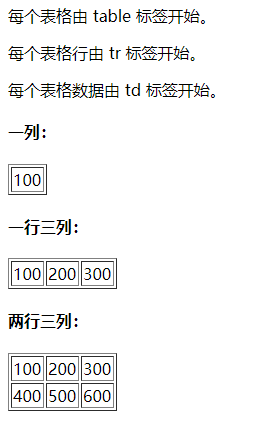 每个表格由 table 标签开始。
每个表格行由 tr 标签开始。
每个表格数据由 td 标签开始。
一列：
100
一行三列：
100 200 300
两行三列：
100 200 300
400 500 600